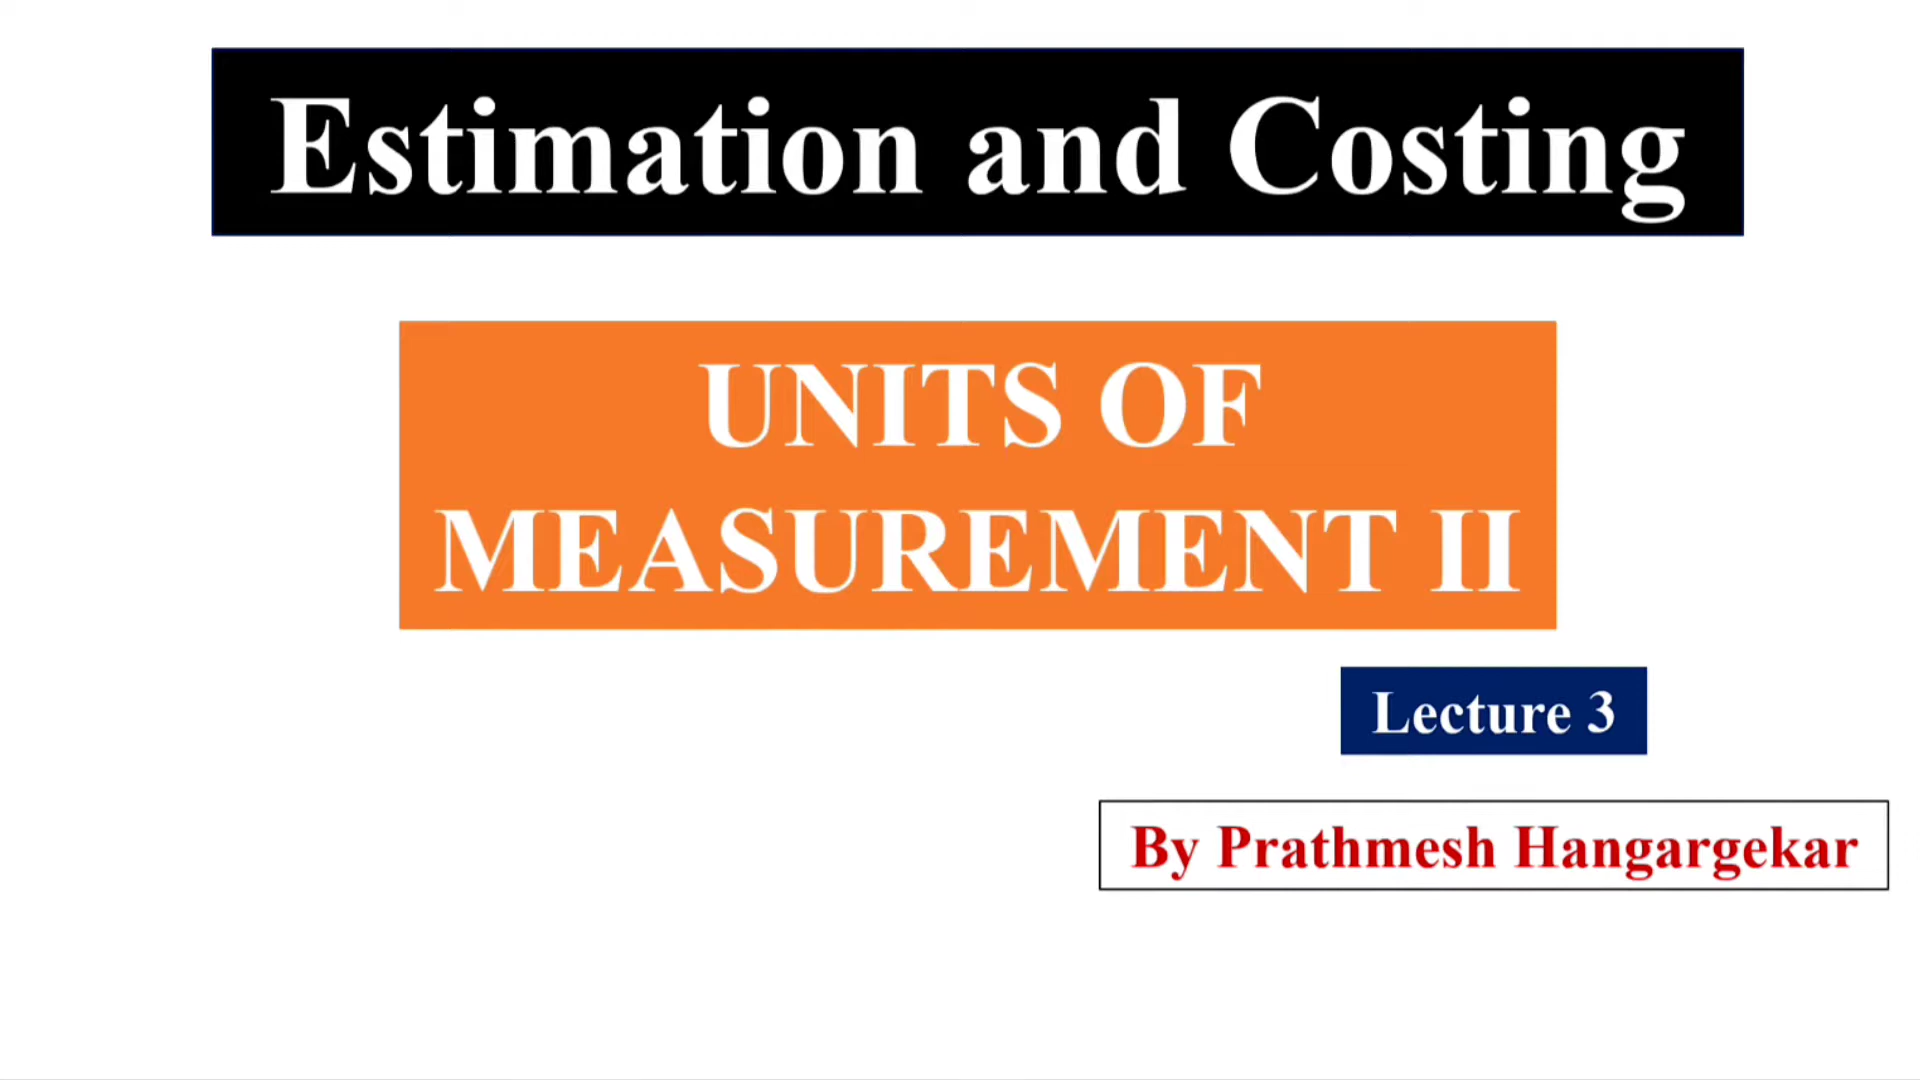 Estimation and Costing
UNITS OF
MEASUREMENT II
Lecture 3
By Prathmesh Hangargekar